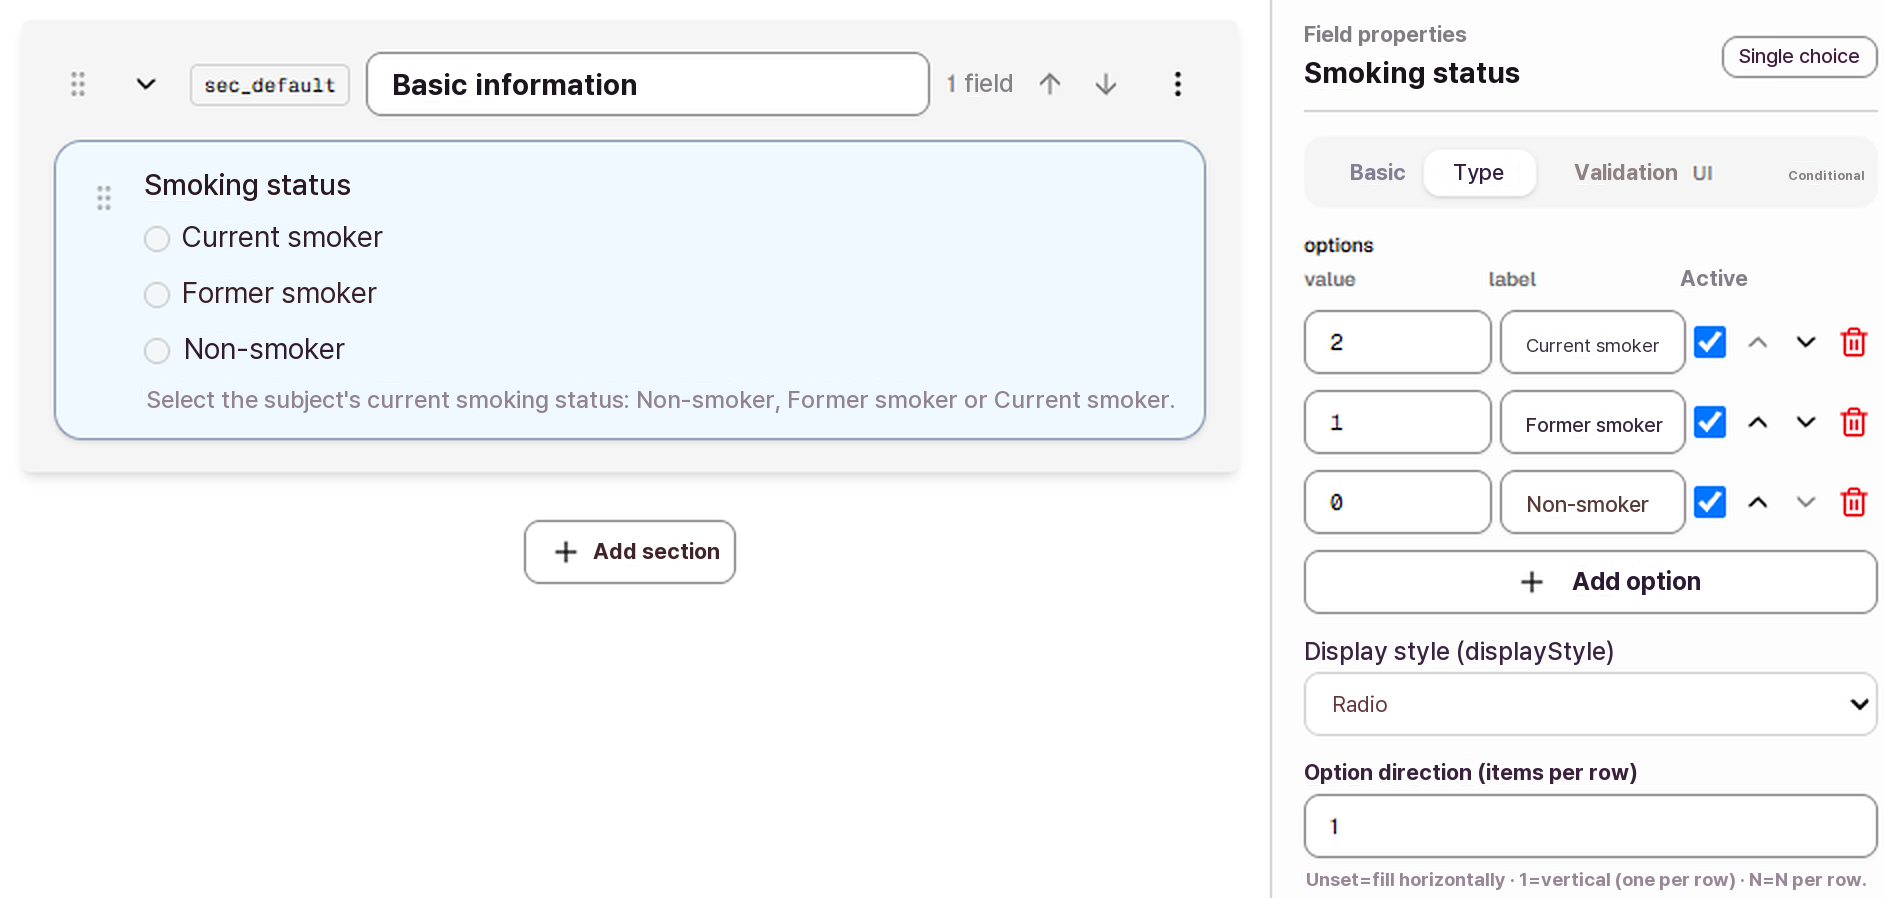 sec_default Basic information 1 field
Smoking status
Current smoker
Former smoker
Non-smoker
Select the subject's current smoking status: Non-smoker, Former smoker or Current smoker.
Add section
Field properties
Smoking status
Single choice
Basic Type Validation UI Conditional
options
value label Active
2 Current smoker
1 Former smoker
0 Non-smoker
Add option
Display style (displayStyle)
Radio
Option direction (items per row)
1
Unset=fill horizontally · 1=vertical (one per row) · N=N per row.